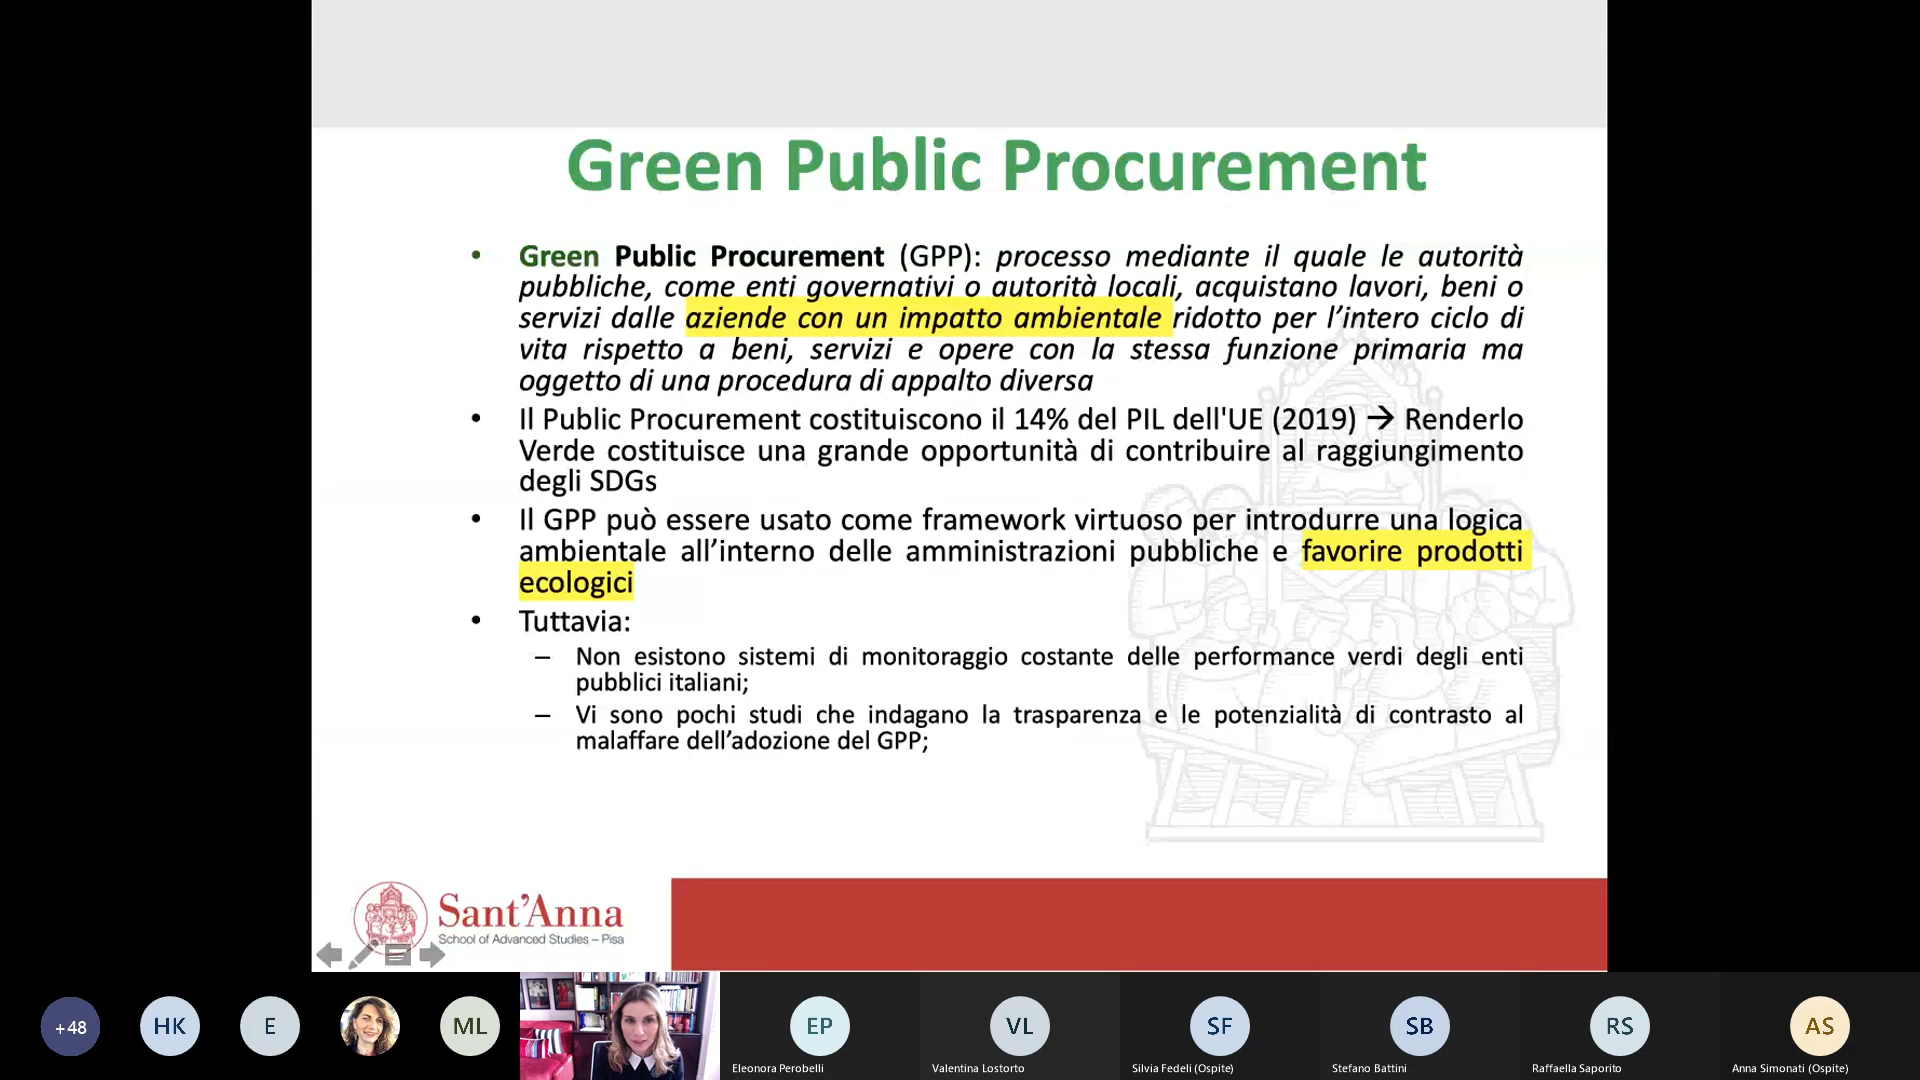 Green Public Procurement
• Green Public Procurement (GPP): processo mediante il quale le autorità
pubbliche, come enti governativi o autorità locali, acquistano lavori, beni o
servizi dalle aziende con un impatto ambientale ridotto per l’intero ciclo di
vita rispetto a beni, servizi e opere con la stessa funzione primaria ma
oggetto di una procedura di appalto diversa
• Il Public Procurement costituiscono il 14% del PIL dell'UE (2019) → Renderlo
Verde costituisce una grande opportunità di contribuire al raggiungimento
degli SDGs
• Il GPP può essere usato come framework virtuoso per introdurre una logica
ambientale all’interno delle amministrazioni pubbliche e favorire prodotti
ecologici
• Tuttavia:
– Non esistono sistemi di monitoraggio costante delle performance verdi degli enti
pubblici italiani;
– Vi sono pochi studi che indagano la trasparenza e le potenzialità di contrasto al
malaffare dell’adozione del GPP;
Sant’Anna
School of Advanced Studies – Pisa
+48
HK
E
ML
EP
VL
SF
SB
RS
AS
Eleonora Perobelli
Valentina Lostorto
Silvia Fedeli (Ospite)
Stefano Battini
Raffaella Saporito
Anna Simonati (Ospite)